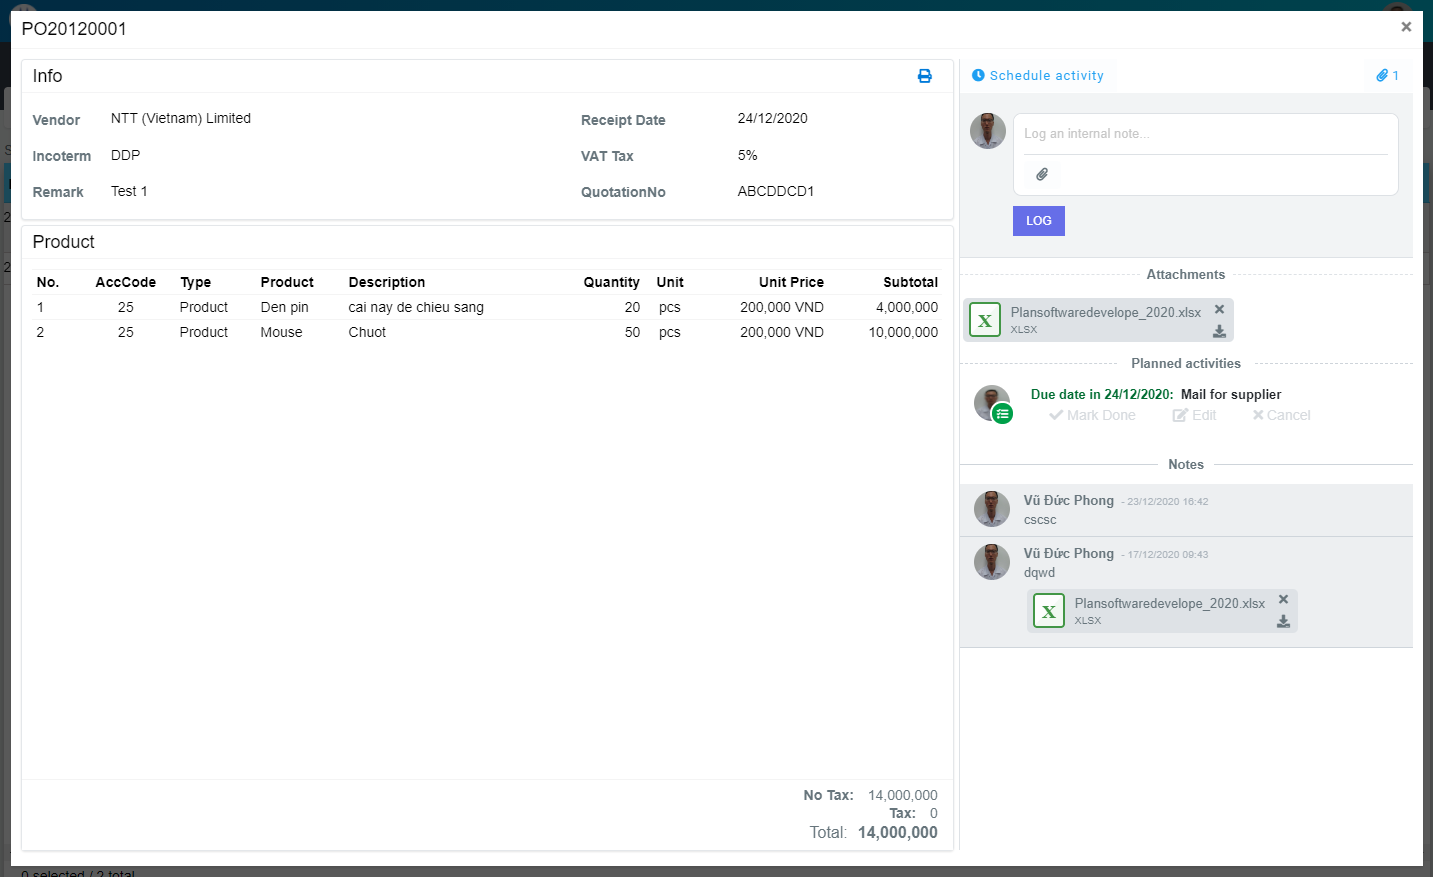 PO20120001
×
Info
Vendor NTT (Vietnam) Limited Receipt Date 24/12/2020
Incoterm DDP VAT Tax 5%
Remark Test 1 QuotationNo ABCDDCD1
Product
No. AccCode Type Product Description Quantity Unit Unit Price Subtotal
1 25 Product Den pin cai nay de chieu sang 20 pcs 200,000 VND 4,000,000
2 25 Product Mouse Chuot 50 pcs 200,000 VND 10,000,000
No Tax: 14,000,000
Tax: 0
Total: 14,000,000
Schedule activity 1
Log an internal note...
LOG
Attachments
X Plansoftwaredevelope_2020.xlsx
XLSX
Planned activities
Due date in 24/12/2020: Mail for supplier
Mark Done Edit Cancel
Notes
Vũ Đức Phong - 23/12/2020 16:42
cscsc
Vũ Đức Phong - 17/12/2020 09:43
dqwd
X Plansoftwaredevelope_2020.xlsx
XLSX
0 selected / 2 total